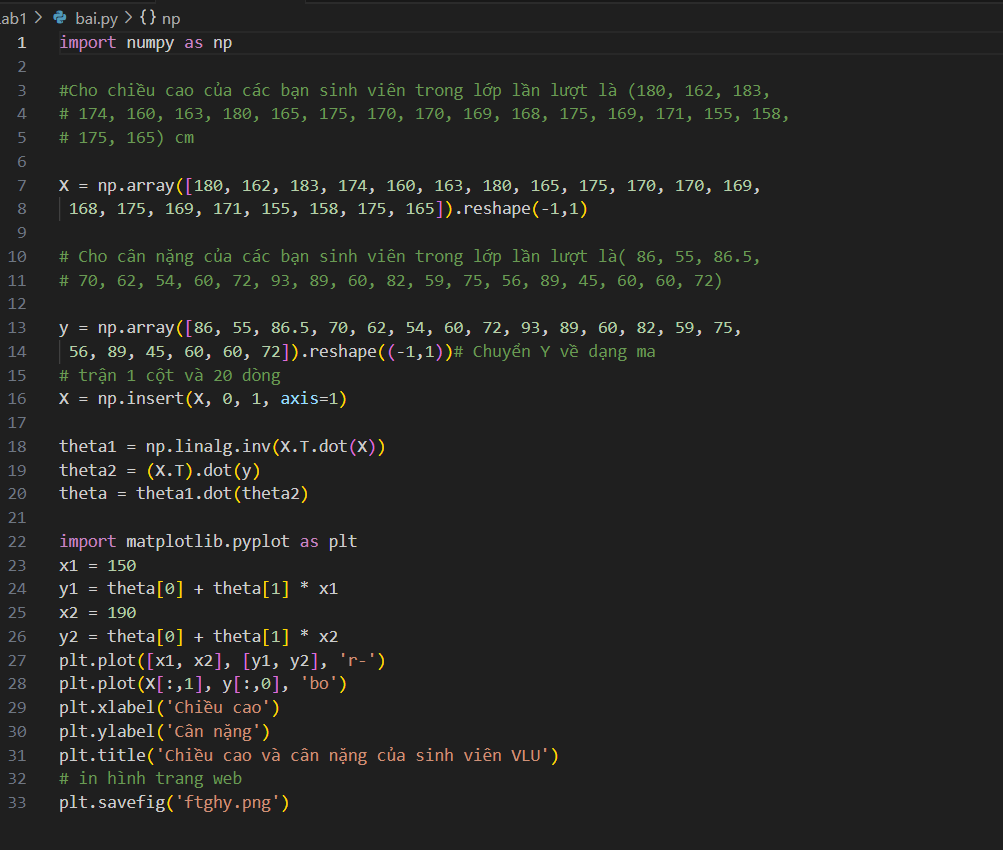 Lab1 > bai.py > {} np
1 import numpy as np
2
3 #Cho chiều cao của các bạn sinh viên trong lớp lần lượt là (180, 162, 183,
4 # 174, 160, 163, 180, 165, 175, 170, 170, 169, 168, 175, 169, 171, 155, 158,
5 # 175, 165) cm
6
7 X = np.array([180, 162, 183, 174, 160, 163, 180, 165, 175, 170, 170, 169,
8 168, 175, 169, 171, 155, 158, 175, 165]).reshape(-1,1)
9
10 # Cho cân nặng của các bạn sinh viên trong lớp lần lượt là( 86, 55, 86.5,
11 # 70, 62, 54, 60, 72, 93, 89, 60, 82, 59, 75, 56, 89, 45, 60, 60, 72)
12
13 y = np.array([86, 55, 86.5, 70, 62, 54, 60, 72, 93, 89, 60, 82, 59, 75,
14 56, 89, 45, 60, 60, 72]).reshape((-1,1))# Chuyển Y về dạng ma
15 # trận 1 cột và 20 dòng
16 X = np.insert(X, 0, 1, axis=1)
17
18 theta1 = np.linalg.inv(X.T.dot(X))
19 theta2 = (X.T).dot(y)
20 theta = theta1.dot(theta2)
21
22 import matplotlib.pyplot as plt
23 x1 = 150
24 y1 = theta[0] + theta[1] * x1
25 x2 = 190
26 y2 = theta[0] + theta[1] * x2
27 plt.plot([x1, x2], [y1, y2], 'r-')
28 plt.plot(X[:,1], y[:,0], 'bo')
29 plt.xlabel('Chiều cao')
30 plt.ylabel('Cân nặng')
31 plt.title('Chiều cao và cân nặng của sinh viên VLU')
32 # in hình trang web
33 plt.savefig('ftghy.png')